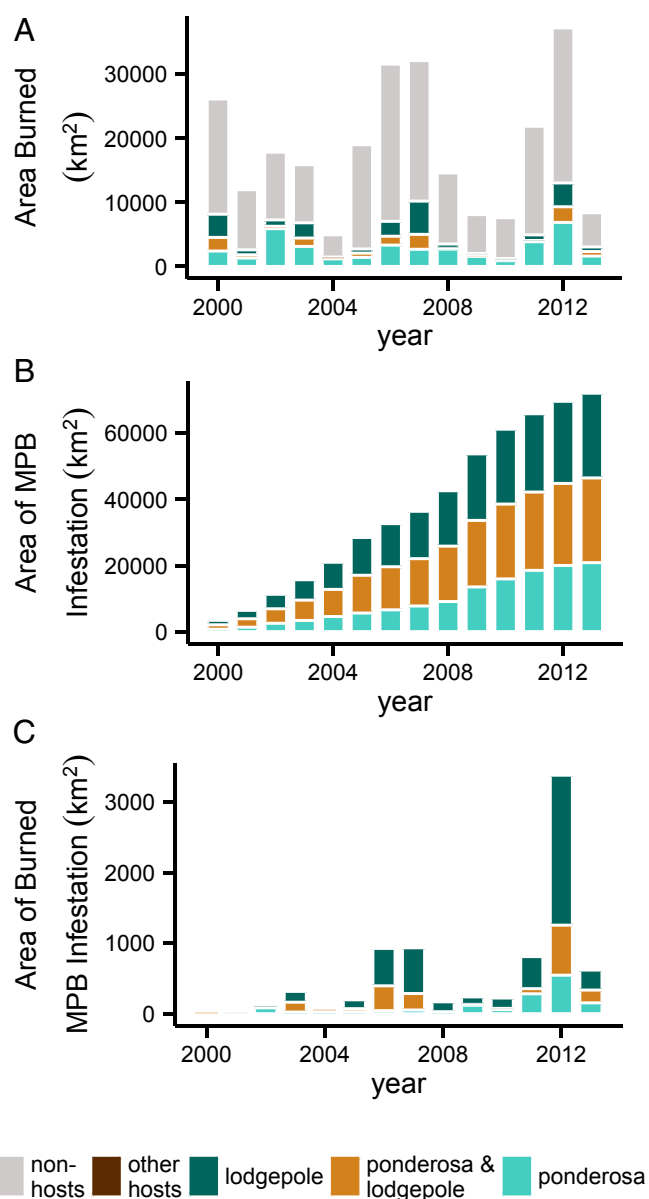 A
Area Burned
(km²)
30000
20000
10000
0
2000 2004 2008 2012
year
B
Area of MPB
Infestation (km²)
60000
40000
20000
0
2000 2004 2008 2012
year
C
Area of Burned
MPB Infestation (km²)
3000
2000
1000
0
2000 2004 2008 2012
year
non-
hosts
other
hosts
lodgepole
ponderosa &
lodgepole
ponderosa